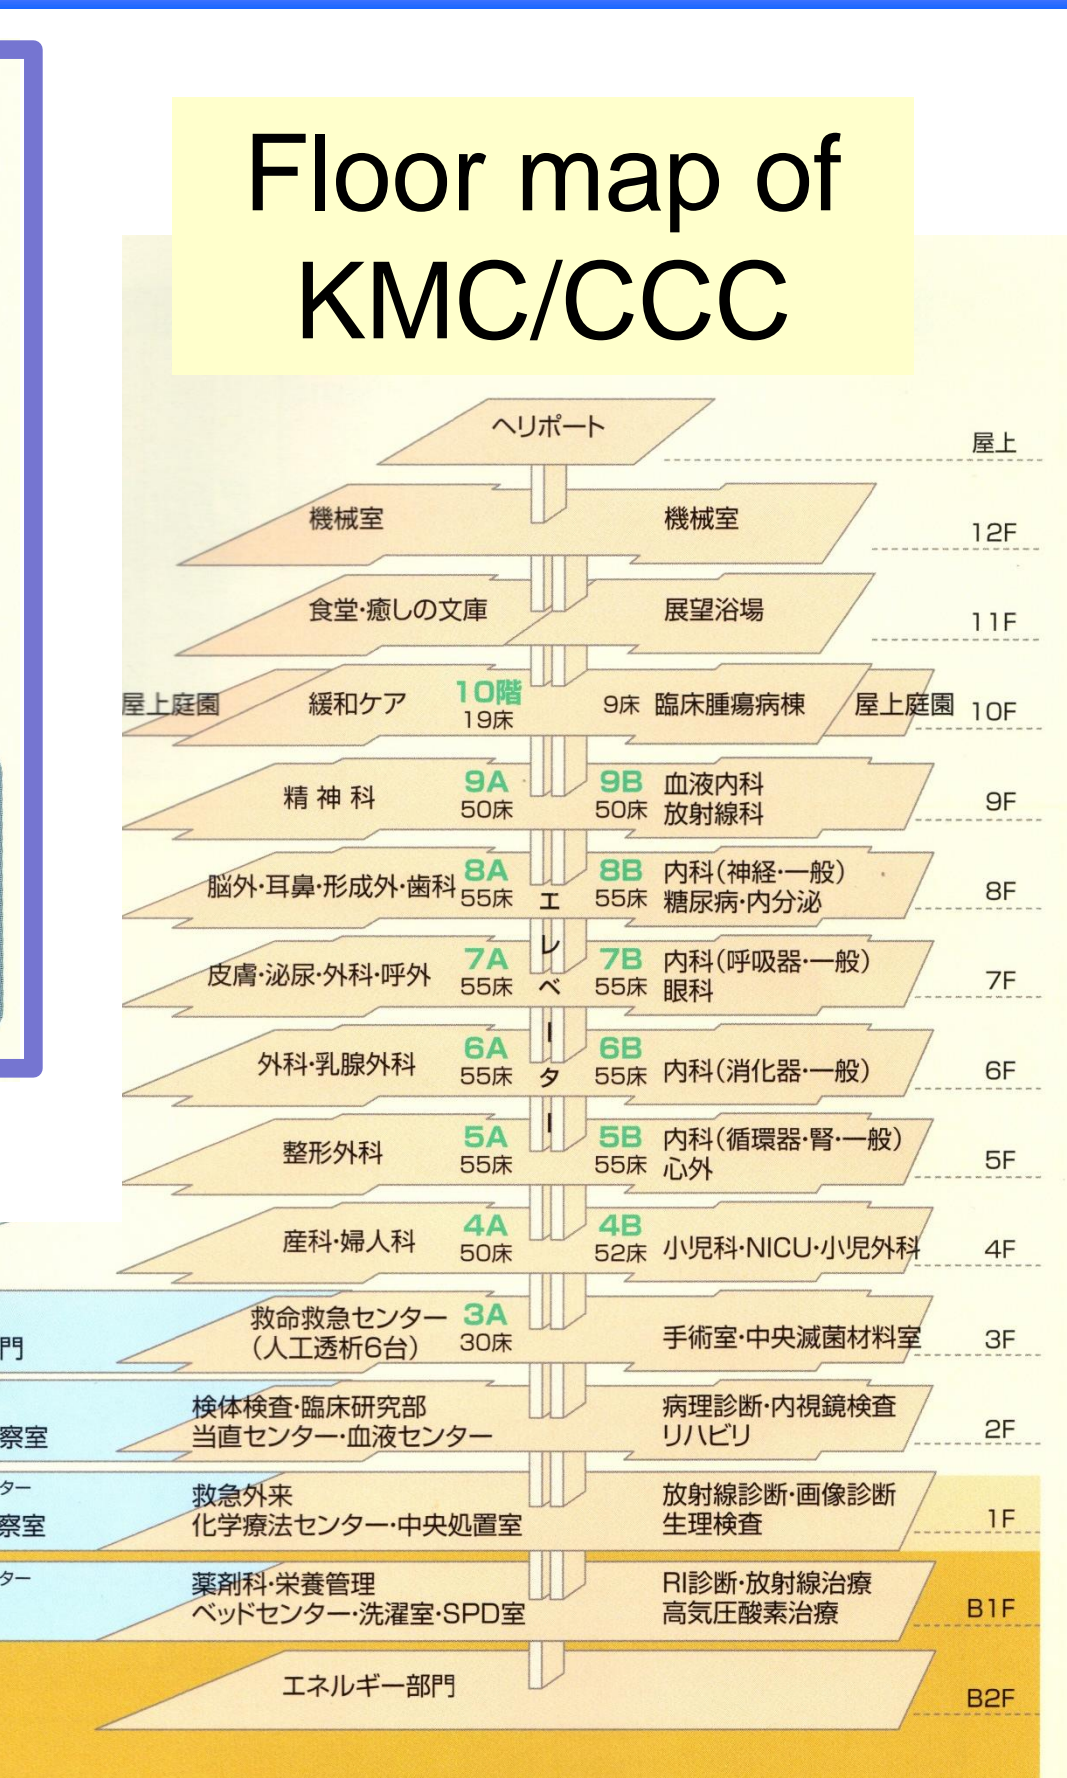 Floor map of
KMC/CCC
ヘリポート
屋上
機械室
機械室
12F
食堂・癒しの文庫
展望浴場
11F
屋上庭園
緩和ケア
10階
19床
9床 臨床腫瘍病棟
屋上庭園
10F
精神科
9A
50床
9B
50床
血液内科
放射線科
9F
脳外・耳鼻・形成外・歯科
8A
55床
8B
55床
内科(神経・一般)
糖尿病・内分泌
8F
エレベーター
皮膚・泌尿・外科・呼外
7A
55床
7B
55床
内科(呼吸器・一般)
眼科
7F
外科・乳腺外科
6A
55床
6B
55床
内科(消化器・一般)
6F
整形外科
5A
55床
5B
55床
内科(循環器・腎・一般)
心外
5F
産科・婦人科
4A
50床
4B
52床
小児科・NICU・小児外科
4F
門
救命救急センター
(人工透析6台)
3A
30床
手術室・中央滅菌材料室
3F
察室
検体検査・臨床研究部
当直センター・血液センター
病理診断・内視鏡検査
リハビリ
2F
ター
察室
救急外来
化学療法センター・中央処置室
放射線診断・画像診断
生理検査
1F
ター
薬剤科・栄養管理
ベッドセンター・洗濯室・SPD室
RI診断・放射線治療
高気圧酸素治療
B1F
エネルギー部門
B2F